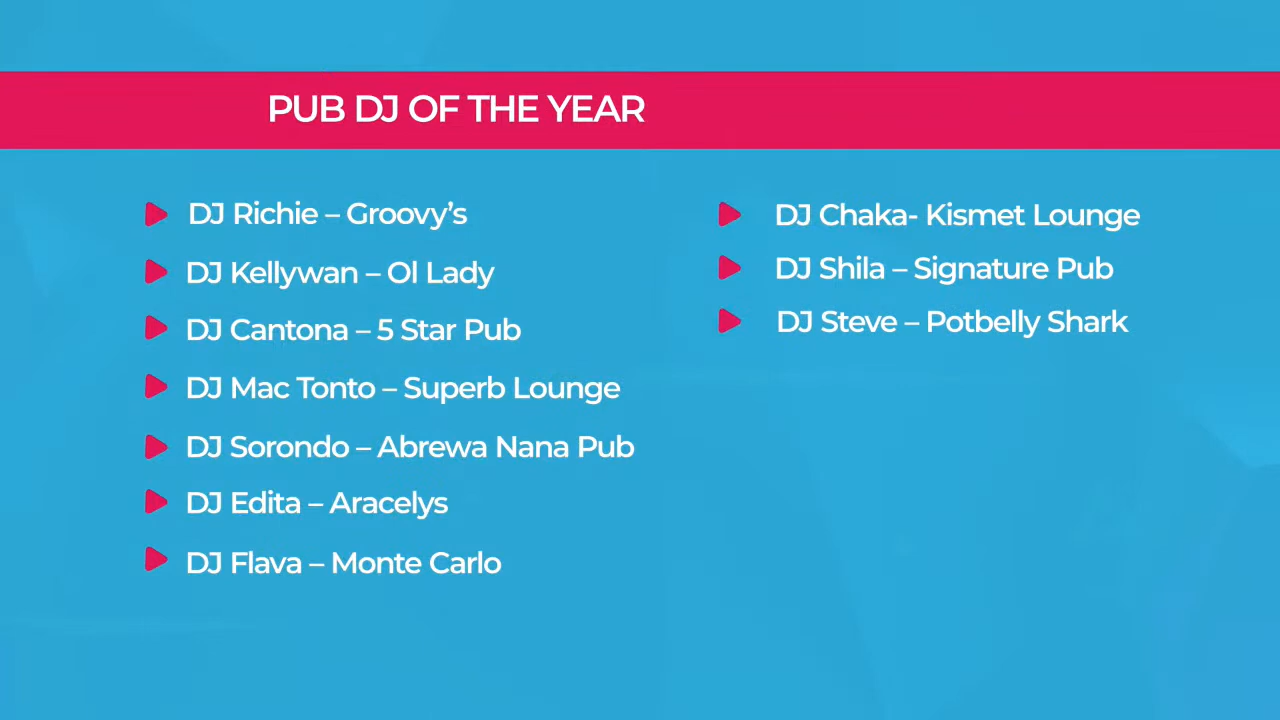 PUB DJ OF THE YEAR
DJ Richie – Groovy’s
DJ Kellywan – Ol Lady
DJ Cantona – 5 Star Pub
DJ Mac Tonto – Superb Lounge
DJ Sorondo – Abrewa Nana Pub
DJ Edita – Aracelys
DJ Flava – Monte Carlo
DJ Chaka- Kismet Lounge
DJ Shila – Signature Pub
DJ Steve – Potbelly Shark